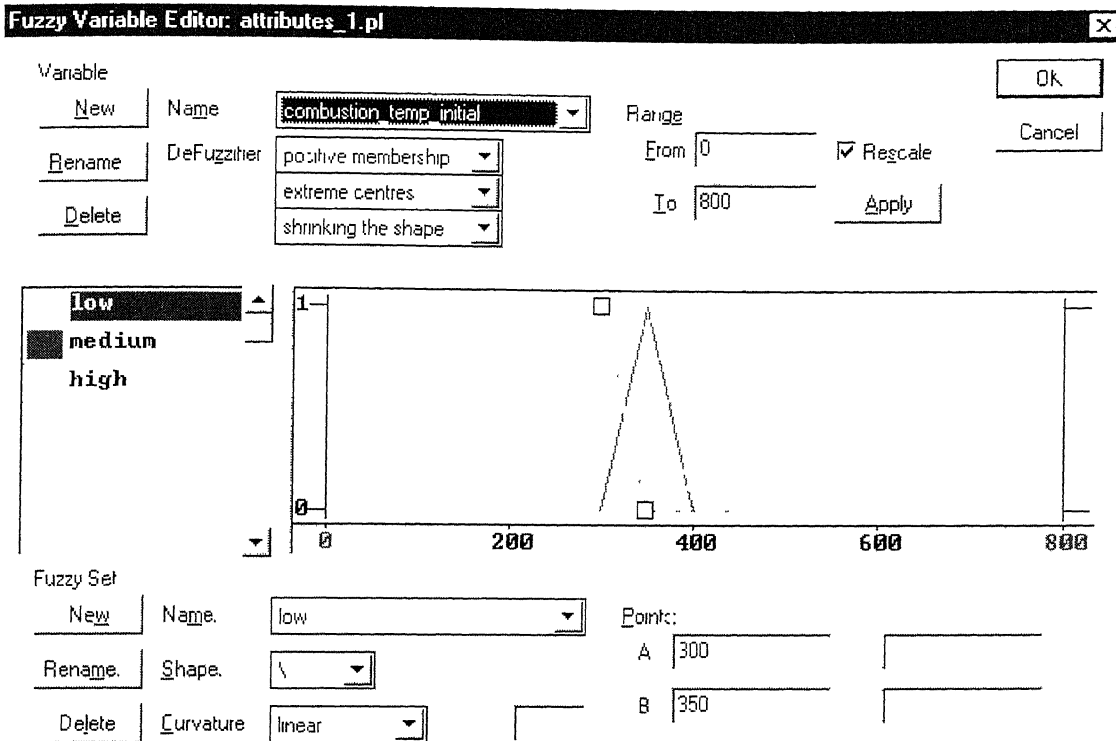 Fuzzy Variable Editor: attributes_1.pl
Variable
New
Name
combustion_temp_initial
Range
OK
Rename
DeFuzzifier
positive membership
From
0
Rescale
Cancel
Delete
extreme centres
To
800
Apply
shrinking the shape
low
medium
high
1
0
0 200 400 600 800
Fuzzy Set
New
Name.
low
Points:
Rename.
Shape.
\
A
300
Delete
Curvature
linear
B
350